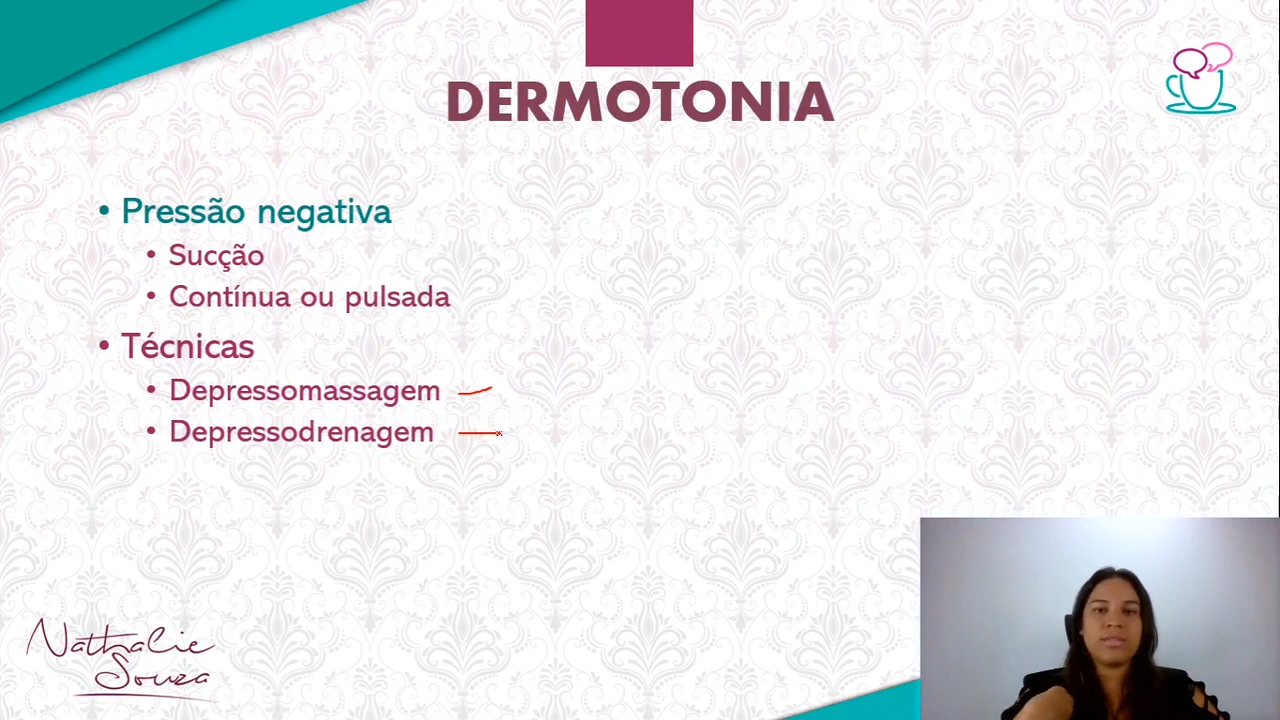 DERMOTONIA
• Pressão negativa
• Sucção
• Contínua ou pulsada
• Técnicas
• Depressomassagem
• Depressodrenagem
Nathalie
Souza